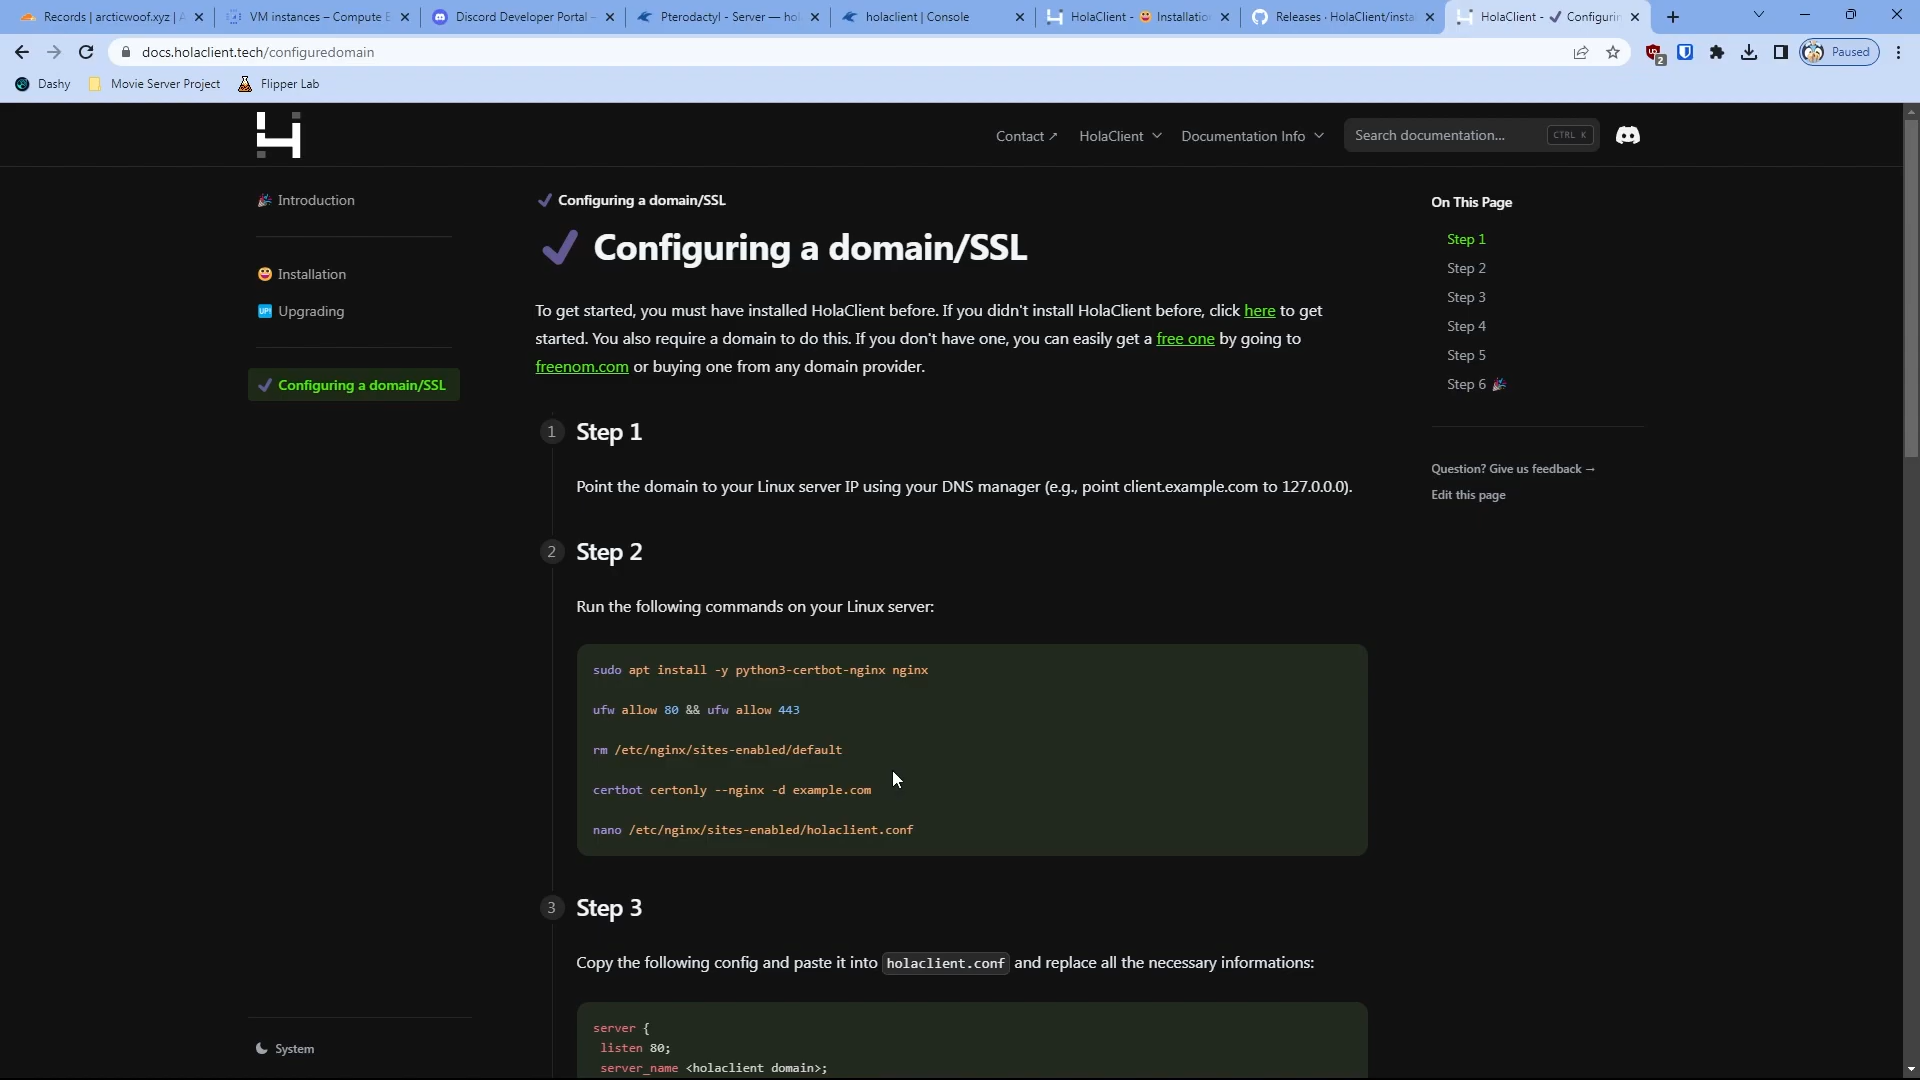 Records | arcticwoof.xyz |
VM instances – Compute E
Discord Developer Portal –
Pterodactyl - Server — hol
holaclient | Console
HolaClient - 😀 Installatio
Releases · HolaClient/insta
HolaClient - ✔ Configurin
docs.holaclient.tech/configuredomain
2
Paused
Dashy
Movie Server Project
Flipper Lab
Contact ↗
HolaClient
Documentation Info
Search documentation...
CTRL K
🎉 Introduction
😀 Installation
🆙 Upgrading
✔ Configuring a domain/SSL
System
✔ Configuring a domain/SSL
✔ Configuring a domain/SSL
To get started, you must have installed HolaClient before. If you didn't install HolaClient before, click here to get
started. You also require a domain to do this. If you don't have one, you can easily get a free one by going to
freenom.com or buying one from any domain provider.
1 Step 1
Point the domain to your Linux server IP using your DNS manager (e.g., point client.example.com to 127.0.0.0).
2 Step 2
Run the following commands on your Linux server:
sudo apt install -y python3-certbot-nginx nginx
ufw allow 80 && ufw allow 443
rm /etc/nginx/sites-enabled/default
certbot certonly --nginx -d example.com
nano /etc/nginx/sites-enabled/holaclient.conf
3 Step 3
Copy the following config and paste it into holaclient.conf and replace all the necessary informations:
server {
listen 80;
server_name <holaclient domain>;
On This Page
Step 1
Step 2
Step 3
Step 4
Step 5
Step 6 🎉
Question? Give us feedback →
Edit this page